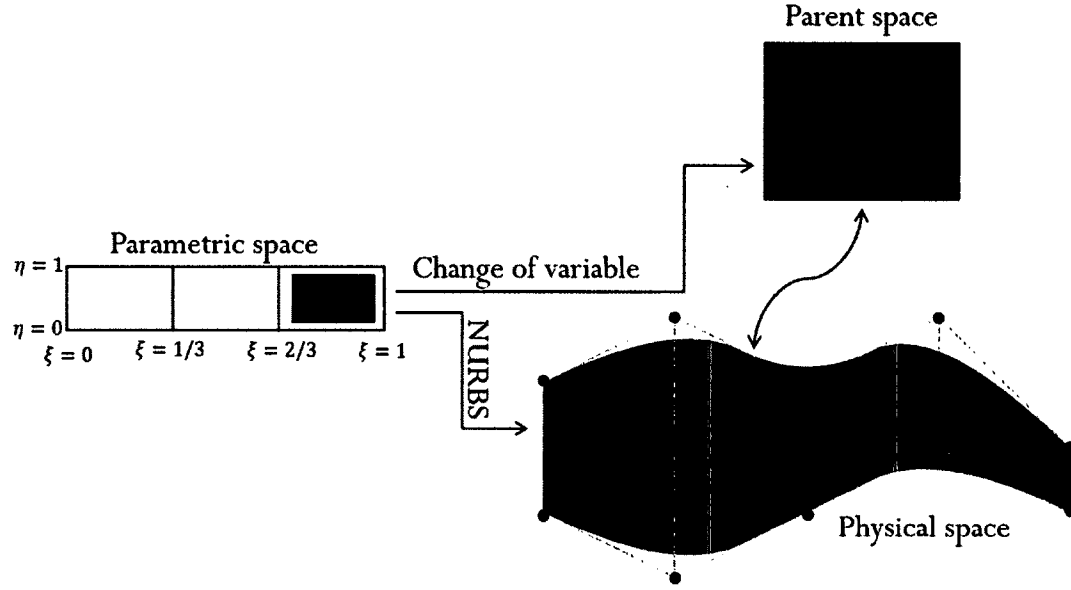 Parent space
Parametric space
η = 1
η = 0
ξ = 0
ξ = 1/3
ξ = 2/3
ξ = 1
Change of variable
NURBS
Physical space